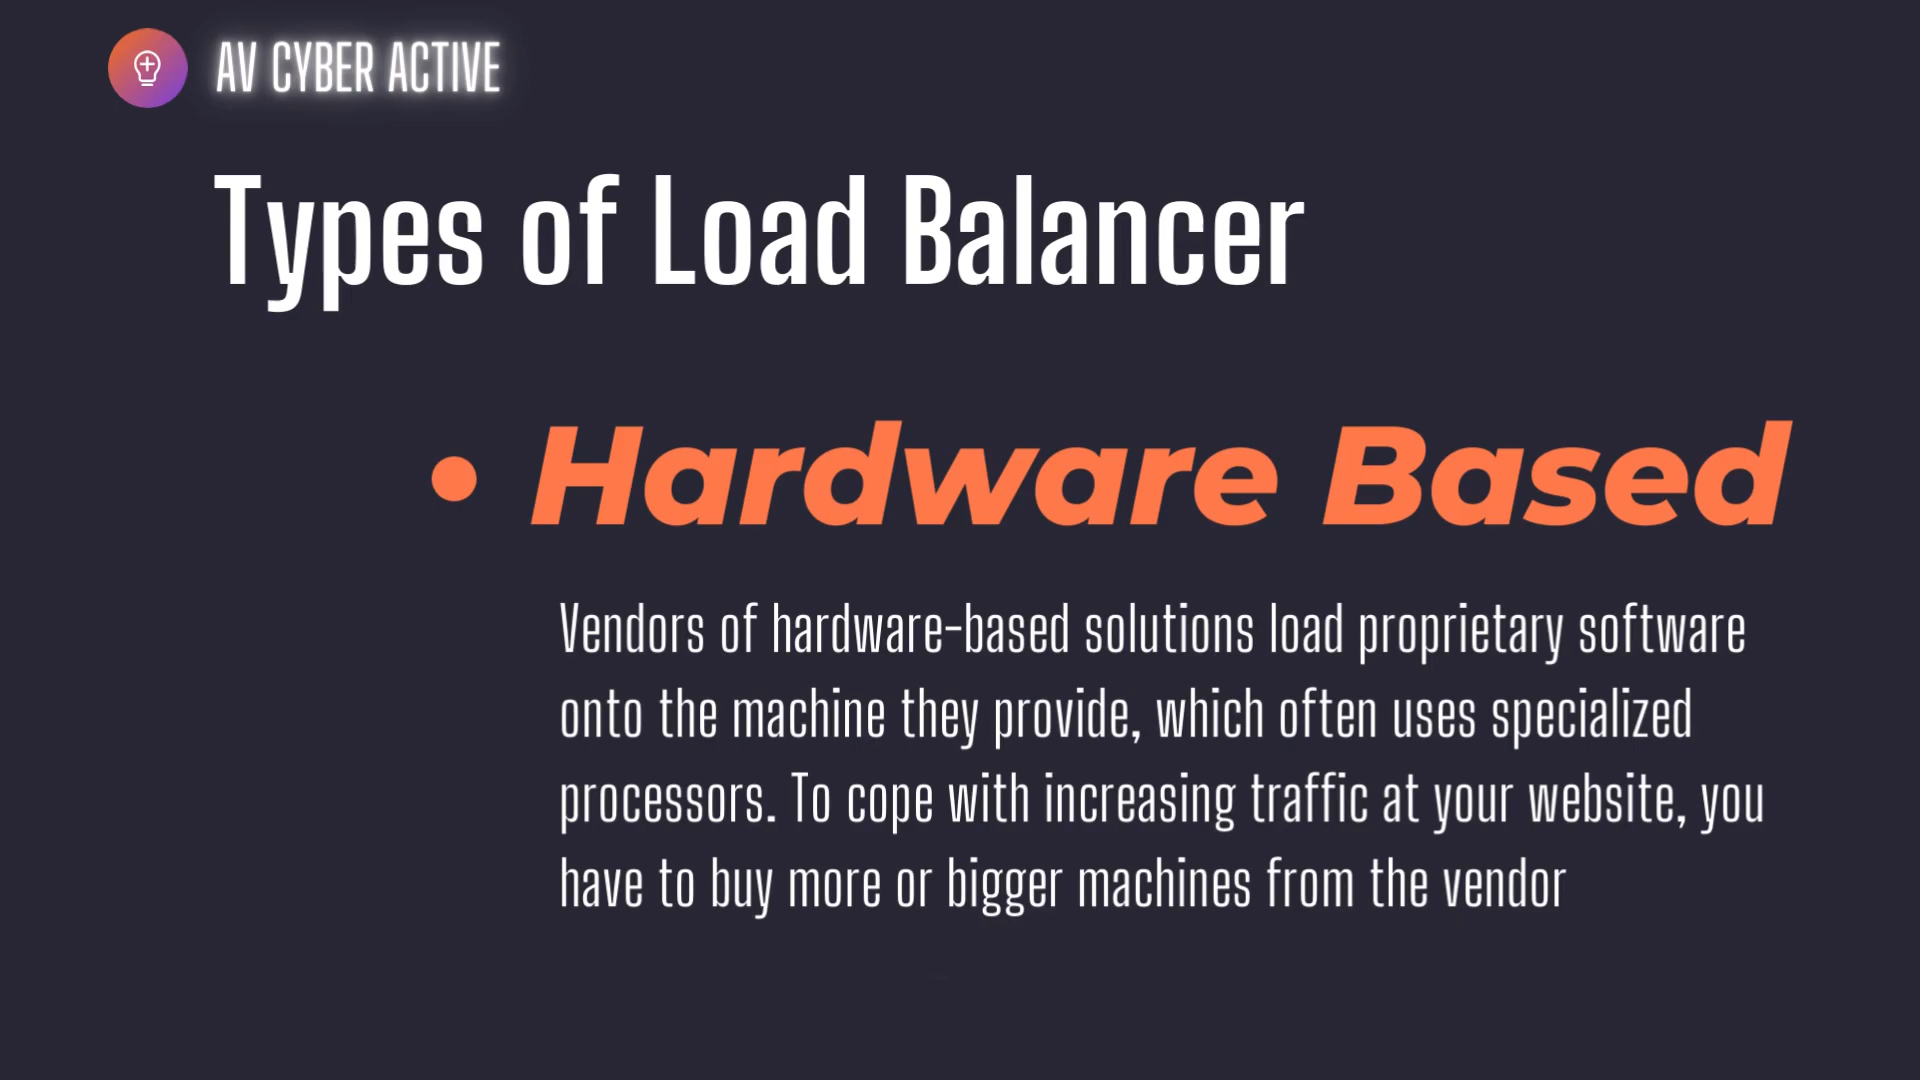 AV CYBER ACTIVE
Types of Load Balancer
• Hardware Based
Vendors of hardware-based solutions load proprietary software
onto the machine they provide, which often uses specialized
processors. To cope with increasing traffic at your website, you
have to buy more or bigger machines from the vendor